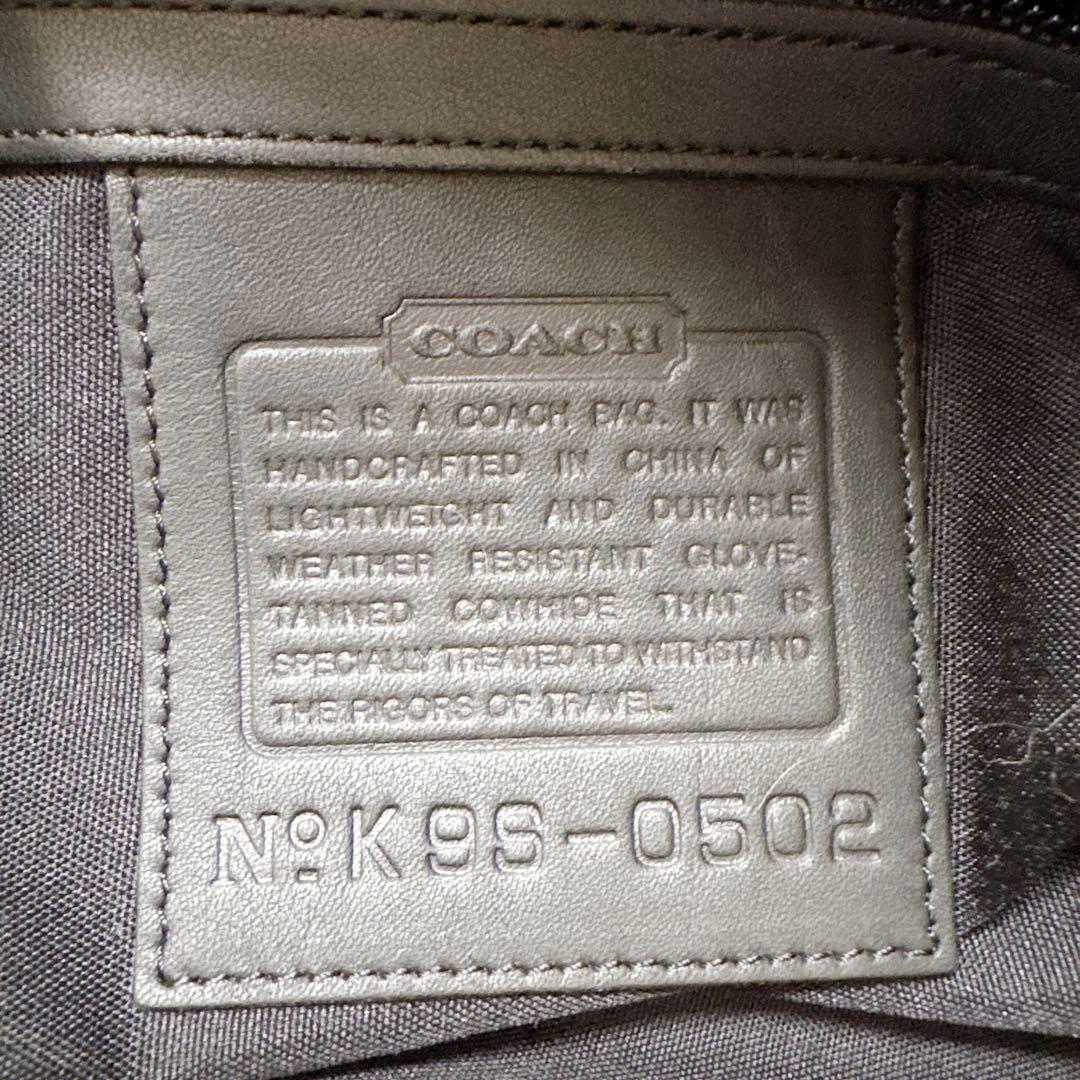 COACH
THIS IS A COACH BAG. IT WAS
HANDCRAFTED IN CHINA OF
LIGHTWEIGHT AND DURABLE
WEATHER RESISTANT GLOVE-
TANNED COWHIDE THAT IS
SPECIALLY TREATED TO WITHSTAND
THE RIGORS OF TRAVEL.
NºK9S-0502